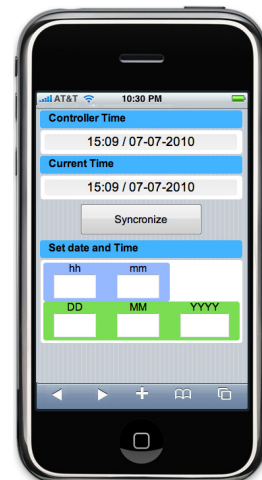 AT&T 10:30 PM
Controller Time
15:09 / 07-07-2010
Current Time
15:09 / 07-07-2010
Syncronize
Set date and Time
hh mm
DD MM YYYY